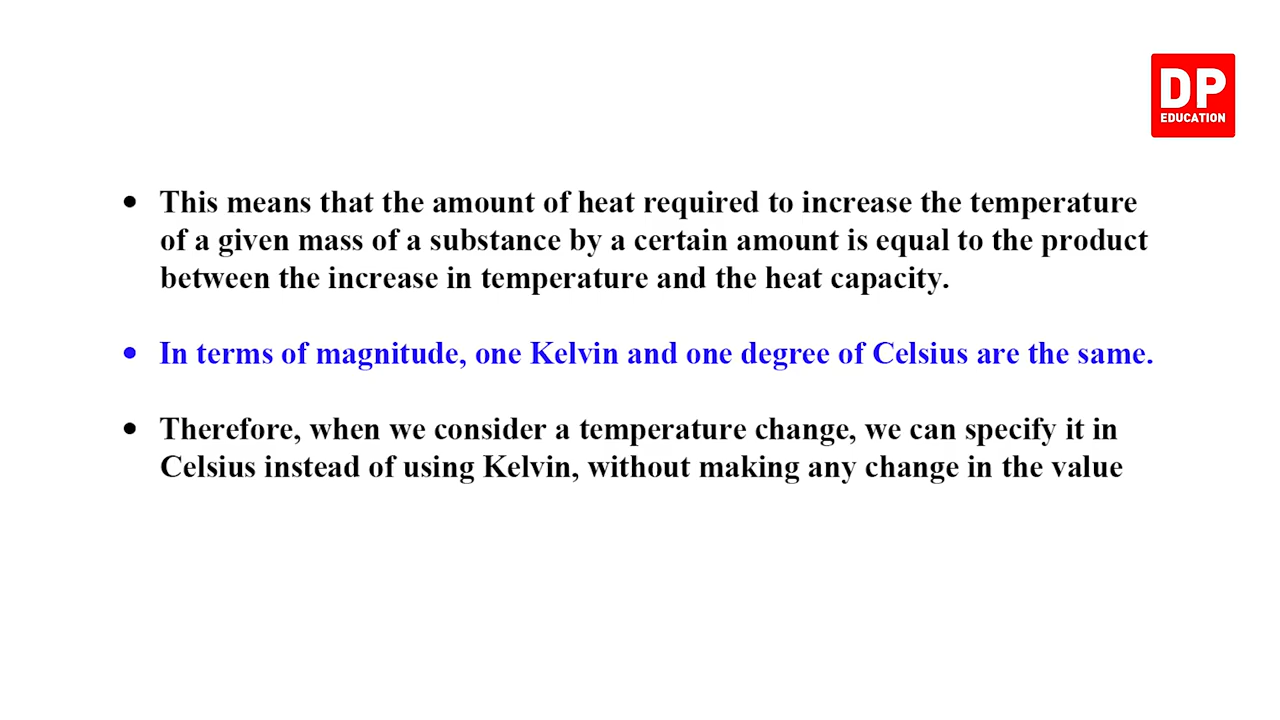 DP
EDUCATION
• This means that the amount of heat required to increase the temperature
of a given mass of a substance by a certain amount is equal to the product
between the increase in temperature and the heat capacity.
• In terms of magnitude, one Kelvin and one degree of Celsius are the same.
• Therefore, when we consider a temperature change, we can specify it in
Celsius instead of using Kelvin, without making any change in the value